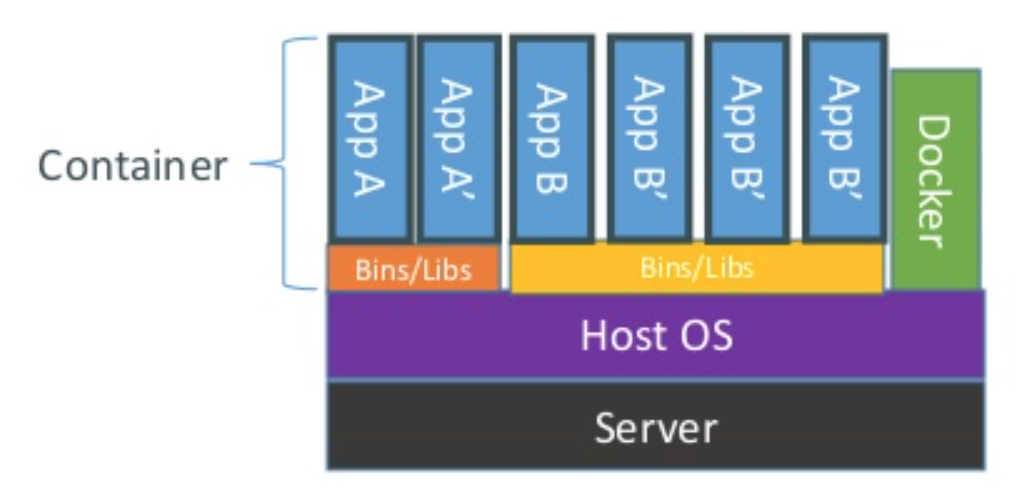 Container
App A
App A’
App B
App B’
App B’
App B’
Docker
Bins/Libs
Bins/Libs
Host OS
Server